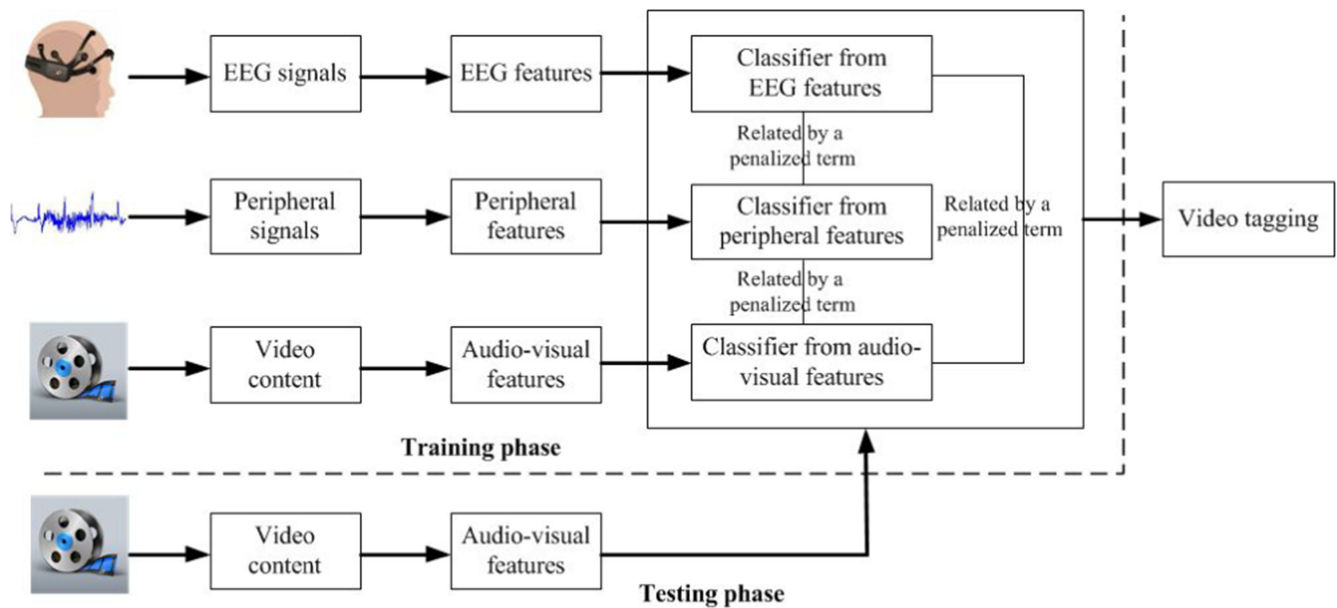 EEG signals
EEG features
Classifier from
EEG features
Related by a
penalized term
Peripheral
signals
Peripheral
features
Classifier from
peripheral features
Related by a
penalized term
Video tagging
Related by a
penalized term
Video
content
Audio-visual
features
Classifier from audio-
visual features
Training phase
Video
content
Audio-visual
features
Testing phase